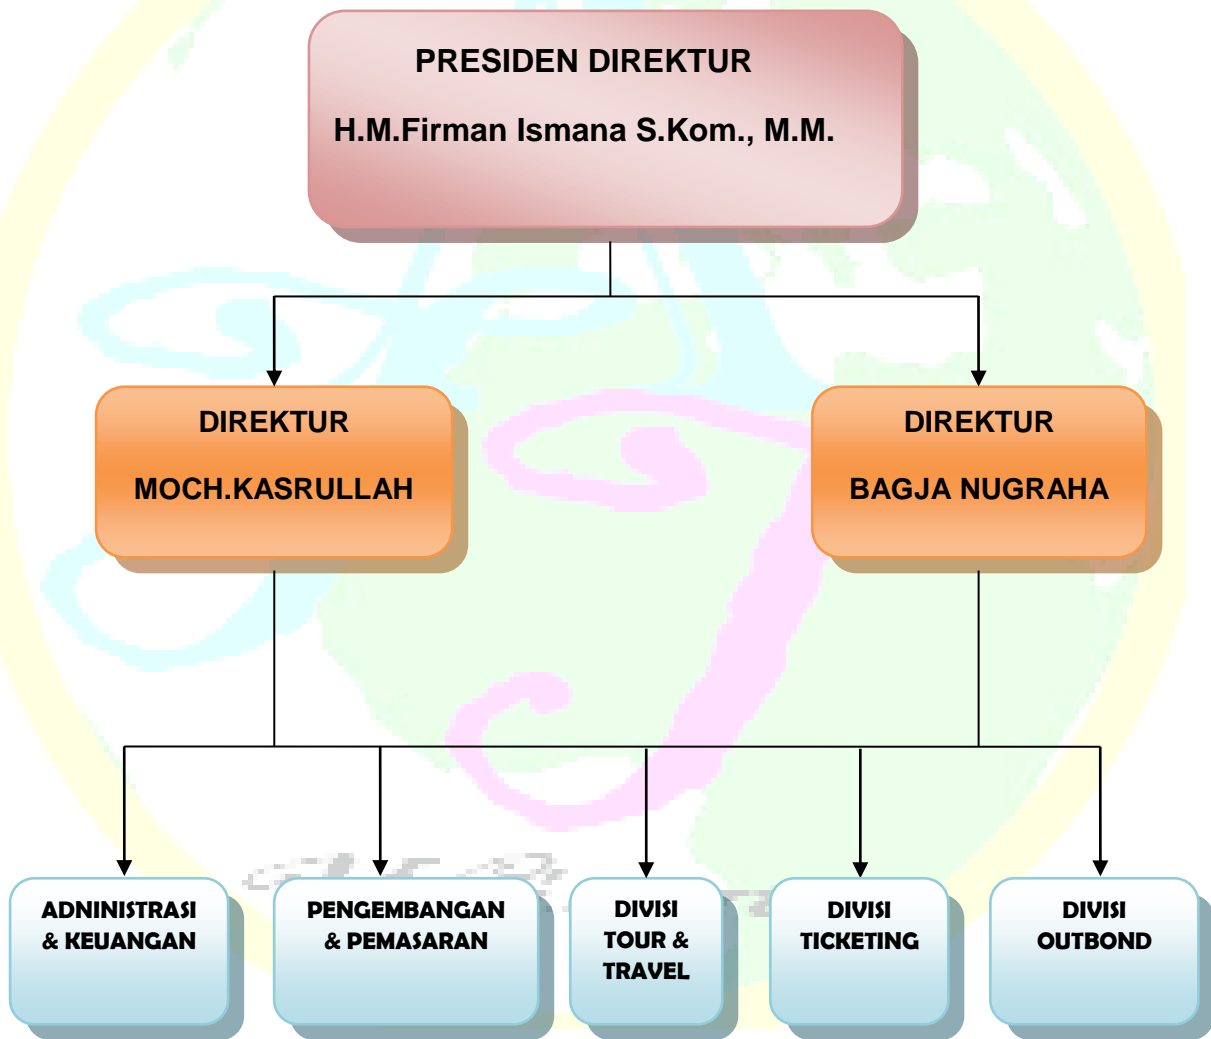 PRESIDEN DIREKTUR
H.M.Firman Ismana S.Kom., M.M.
DIREKTUR
MOCH.KASRULLAH
DIREKTUR
BAGJA NUGRAHA
ADNINISTRASI
& KEUANGAN
PENGEMBANGAN
& PEMASARAN
DIVISI
TOUR &
TRAVEL
DIVISI
TICKETING
DIVISI
OUTBOND